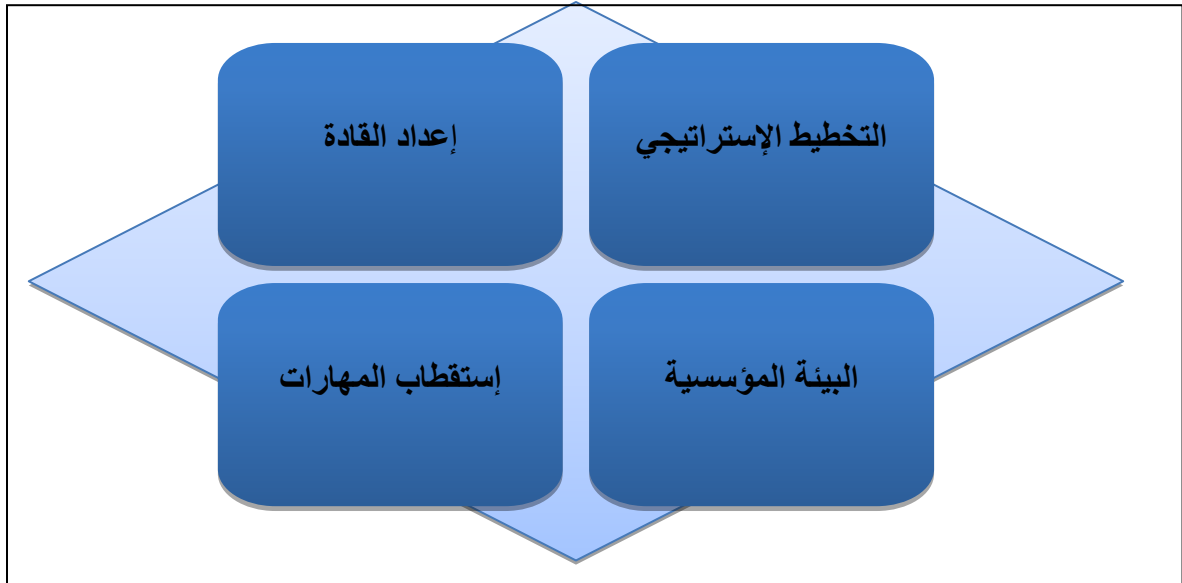 التخطيط الإستراتيجي
إعداد القادة
البيئة المؤسسية
إستقطاب المهارات